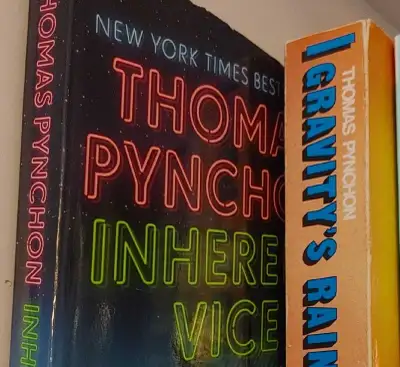 THOMAS PYNCHON INH
NEW YORK TIMES BEST
THOMA
PYNCHO
INHERE
VICE
THOMAS PYNCHON
GRAVITY'S RAIN